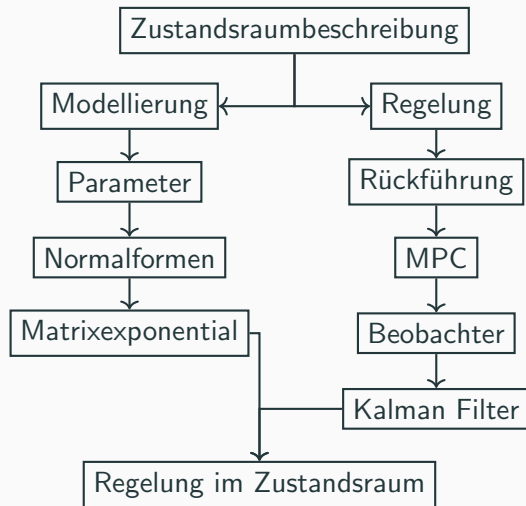 Zustandsraumbeschreibung
Modellierung
Regelung
Parameter
Rückführung
Normalformen
MPC
Matrixexponential
Beobachter
Kalman Filter
Regelung im Zustandsraum